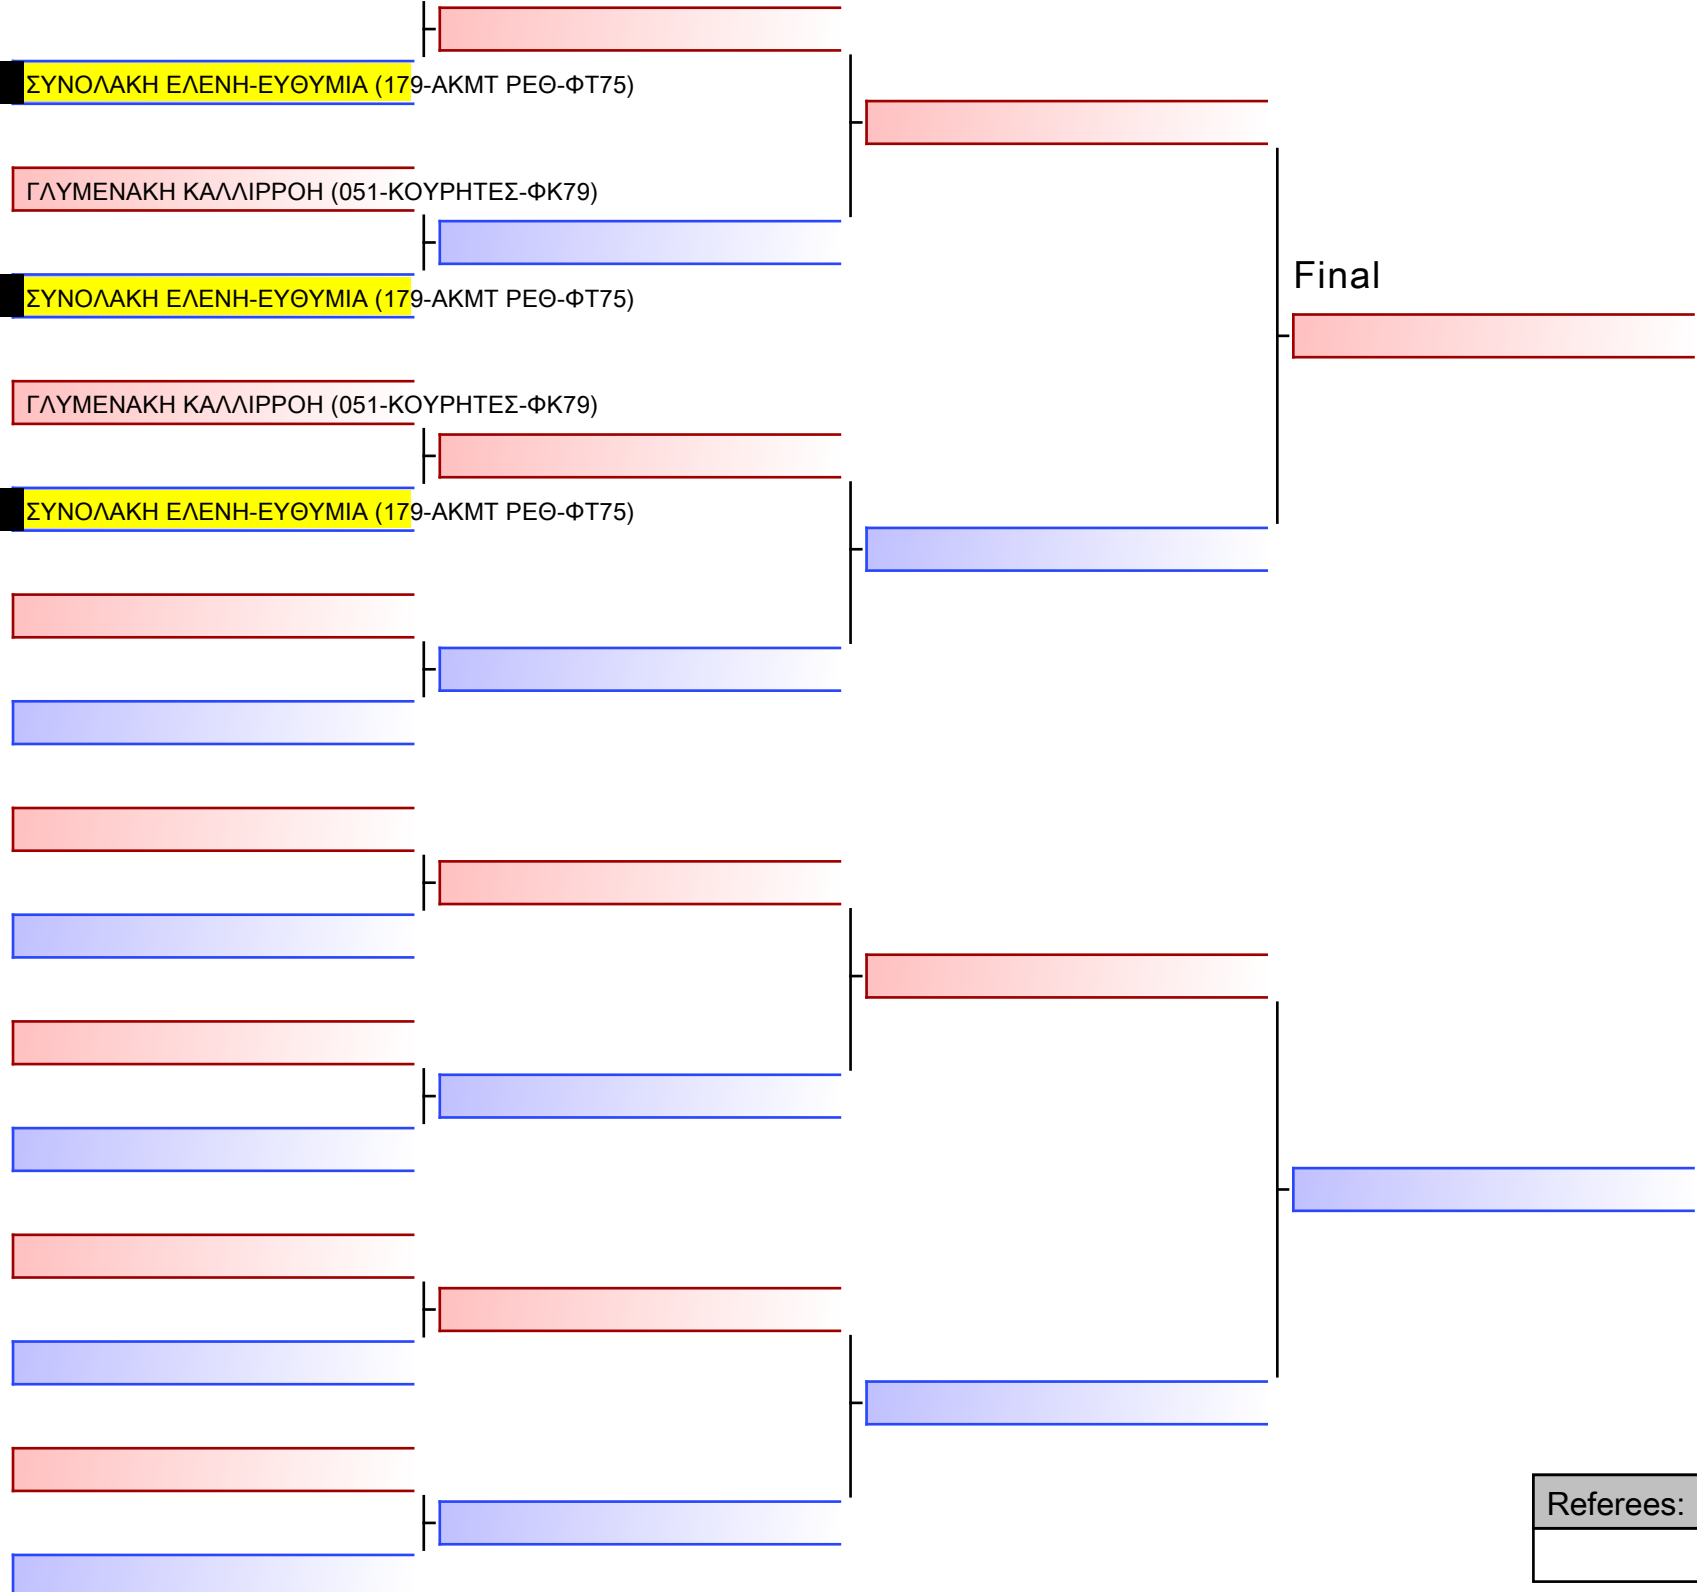 ΣΥΝΟΛΑΚΗ ΕΛΕΝΗ-ΕΥΘΥΜΙΑ (179-ΑΚΜΤ ΡΕΘ-ΦΤ75)
ΓΛΥΜΕΝΑΚΗ ΚΑΛΛΙΡΡΟΗ (051-ΚΟΥΡΗΤΕΣ-ΦΚ79)
Final
ΣΥΝΟΛΑΚΗ ΕΛΕΝΗ-ΕΥΘΥΜΙΑ (179-ΑΚΜΤ ΡΕΘ-ΦΤ75)
ΓΛΥΜΕΝΑΚΗ ΚΑΛΛΙΡΡΟΗ (051-ΚΟΥΡΗΤΕΣ-ΦΚ79)
ΣΥΝΟΛΑΚΗ ΕΛΕΝΗ-ΕΥΘΥΜΙΑ (179-ΑΚΜΤ ΡΕΘ-ΦΤ75)
Referees: